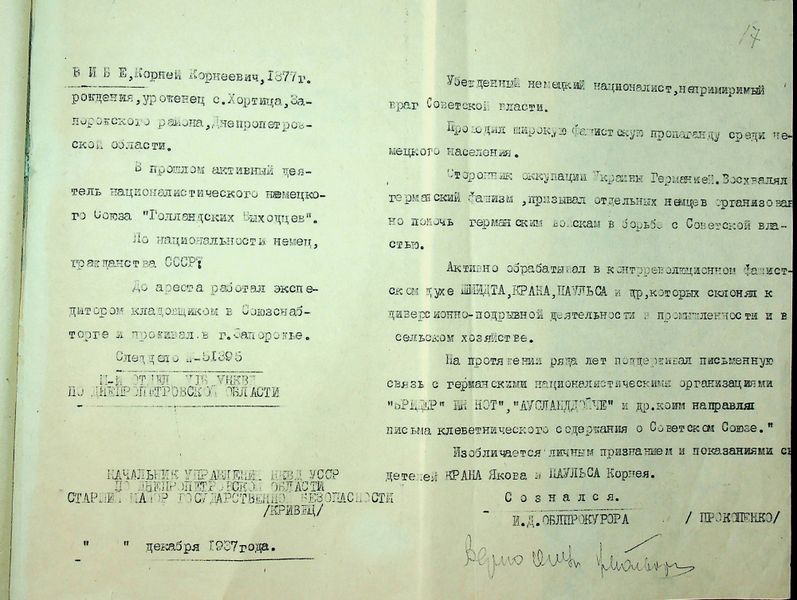 17
В И Б Е, Корней Корнеевич, 1877г.
рождения, уроженец с.Хортица, За-
порожского района, Днепропетров-
ской области.
В прошлом активный дея-
тель националистического немецко-
го Союза "Голландских Выходцев".
По национальности немец,
гражданства СССР;
До ареста работал экспе-
дитором кладовщиком в Союзснаб-
торге и проживал в г.Запорожье.
Следдело №-51395
ОТДЕЛ УГБ УНКВД
ПО ДНЕПРОПЕТРОВСКОЙ ОБЛАСТИ
НАЧАЛЬНИК УПРАВЛЕНИЯ НКВД УССР
ПО ДНЕПРОПЕТРОВСКОЙ ОБЛАСТИ
СТАРШИЙ МАЙОР ГОСУДАРСТВЕННОЙ БЕЗОПАСНОСТИ
/КРИВЕЦ/
" " декабря 1937года.
Убежденный немецкий националист, непримиримый
враг Советской власти.
Проводил широкую фашистскую пропаганду среди не-
мецкого населения.
Сторонник оккупации Украины Германией. Восхвалял
германский фашизм, призывал отдельных немцев организован
но помочь германским войскам в борьбе с Советской вла-
стью.
Активно обрабатывал в контрреволюционном фашист-
ском духе ШМИДТА, КРАНА, ПАУЛЬСА и др, которых склонял к
диверсионно-подрывной деятельности в промышленности и в
сельском хозяйстве.
На протяжении ряда лет поддерживал письменную
связь с германскими националистическими организациями
"БРИДЕР" ИН НОТ", "АУСЛАНДДОЙЧЕ" и др. коим направлял
письма клеветнического содержания о Советском Союзе."
Изобличается личным признанием и показаниями св
детелей КРАНА Якова и ПАУЛЬСА Корнея.
С о з н а л с я .
И.Д.ОБЛПРОКУРОРА / ПРОКОПЕНКО/
Верно